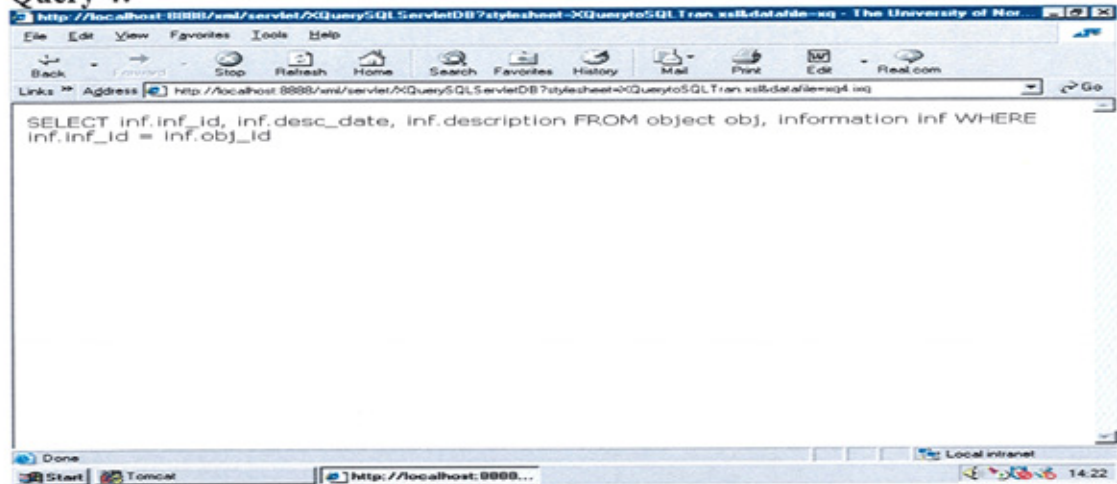 Query 4:
http://localhost:8888/xml/servlet/XQuerySQLServletDB?stylesheet=XQuerytoSQLTran.xsl&datafile=xq - The University of Nor...
File Edit View Favorites Tools Help
Back Forward Stop Refresh Home Search Favorites History Mail Print Edit Real.com
Links » Address http://localhost:8888/xml/servlet/XQuerySQLServletDB?stylesheet=XQuerytoSQLTran.xsl&datafile=xq4.ixq Go
SELECT inf.inf_id, inf.desc_date, inf.description FROM object obj, information inf WHERE
inf.inf_id = inf.obj_id
Done Local intranet
Start Tomcat http://localhost:8888... 14:22